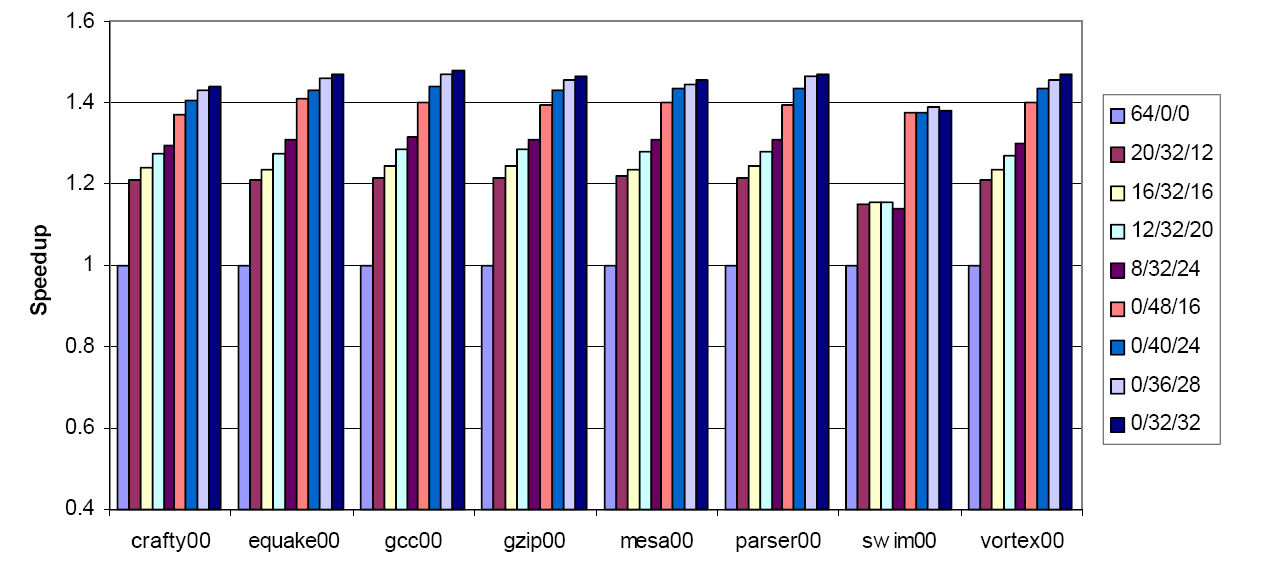 1.6
1.4
1.2
1
0.8
0.6
0.4
Speedup
crafty00
equake00
gcc00
gzip00
mesa00
parser00
swim00
vortex00
64/0/0
20/32/12
16/32/16
12/32/20
8/32/24
0/48/16
0/40/24
0/36/28
0/32/32